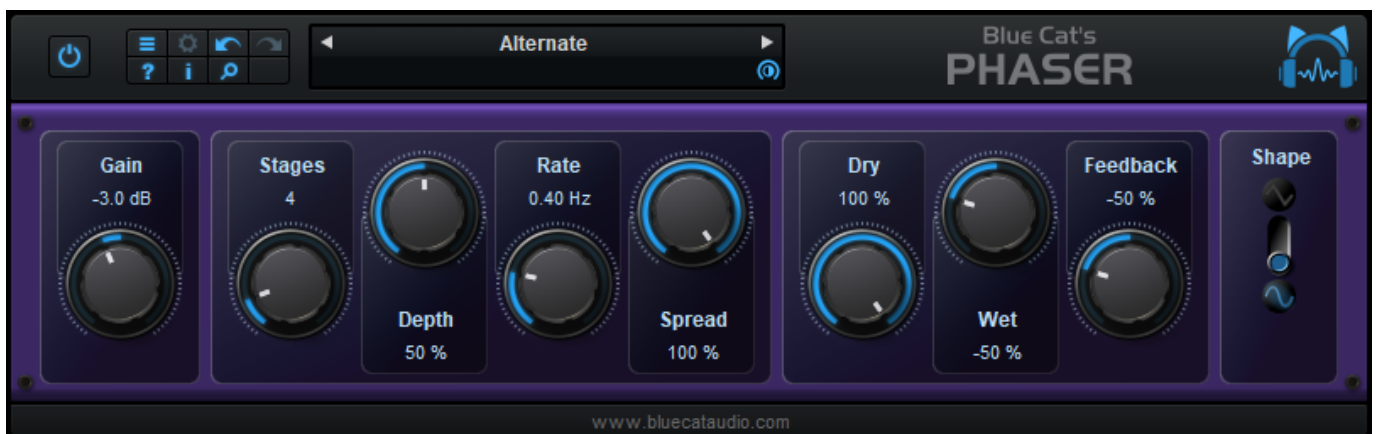 Alternate
Blue Cat's
PHASER
? i
Gain
-3.0 dB
Stages
4
Depth
50 %
Rate
0.40 Hz
Spread
100 %
Dry
100 %
Wet
-50 %
Feedback
-50 %
Shape
www.bluecataudio.com